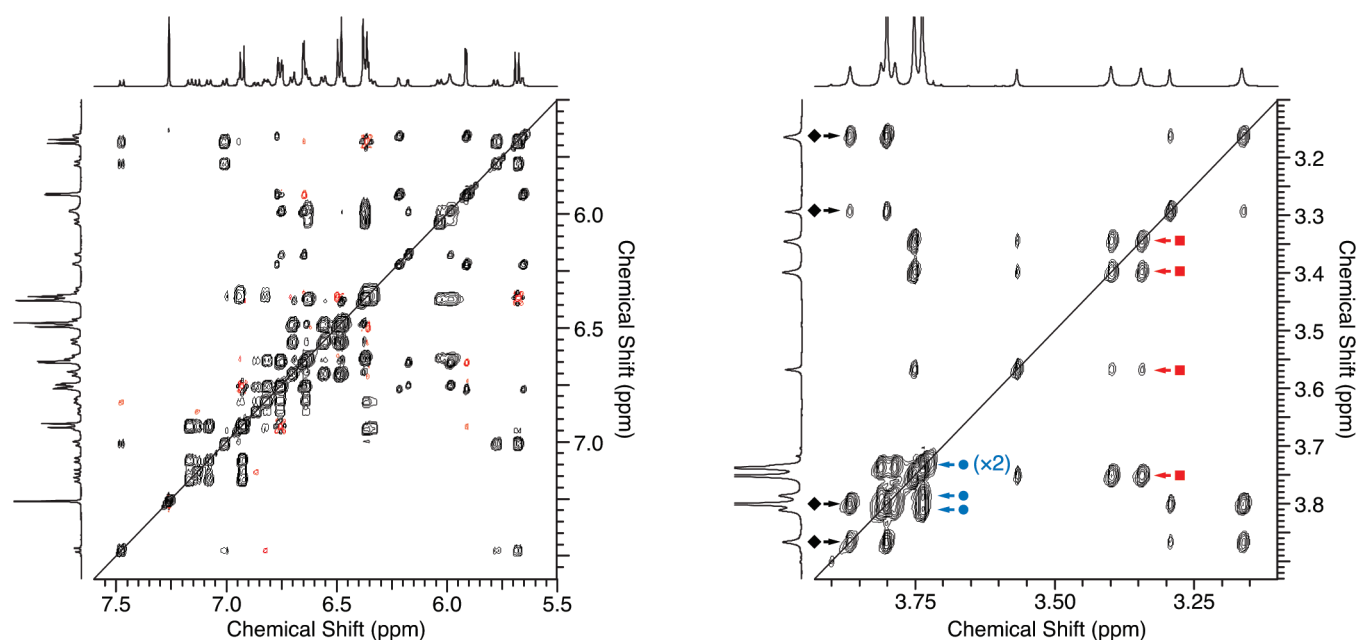 6.0
6.5
7.0
Chemical Shift (ppm)
7.5 7.0 6.5 6.0 5.5
Chemical Shift (ppm)
3.2
3.3
3.4
3.5
3.6
3.7
3.8
(×2)
Chemical Shift (ppm)
3.75 3.50 3.25
Chemical Shift (ppm)